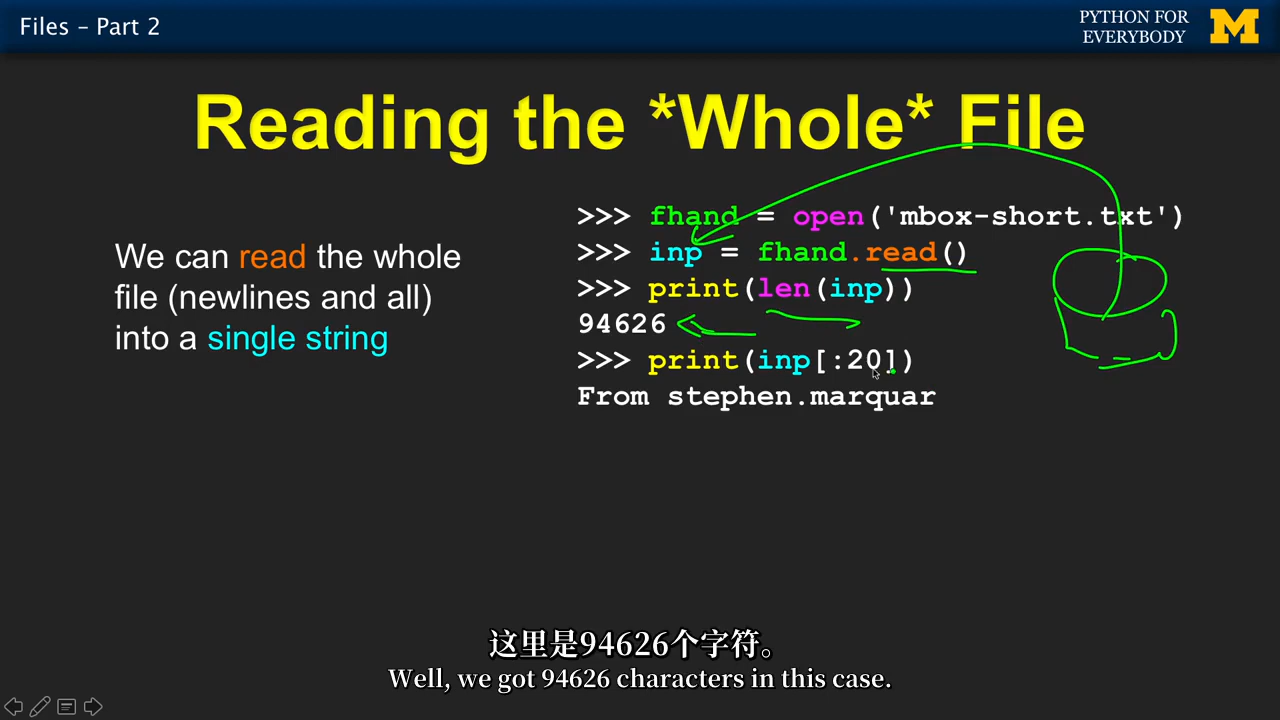 Files – Part 2
PYTHON FOR
EVERYBODY
M
Reading the *Whole* File
We can read the whole
file (newlines and all)
into a single string
>>> fhand = open('mbox-short.txt')
>>> inp = fhand.read()
>>> print(len(inp))
94626
>>> print(inp[:20])
From stephen.marquar
这里是94626个字符。
Well, we got 94626 characters in this case.